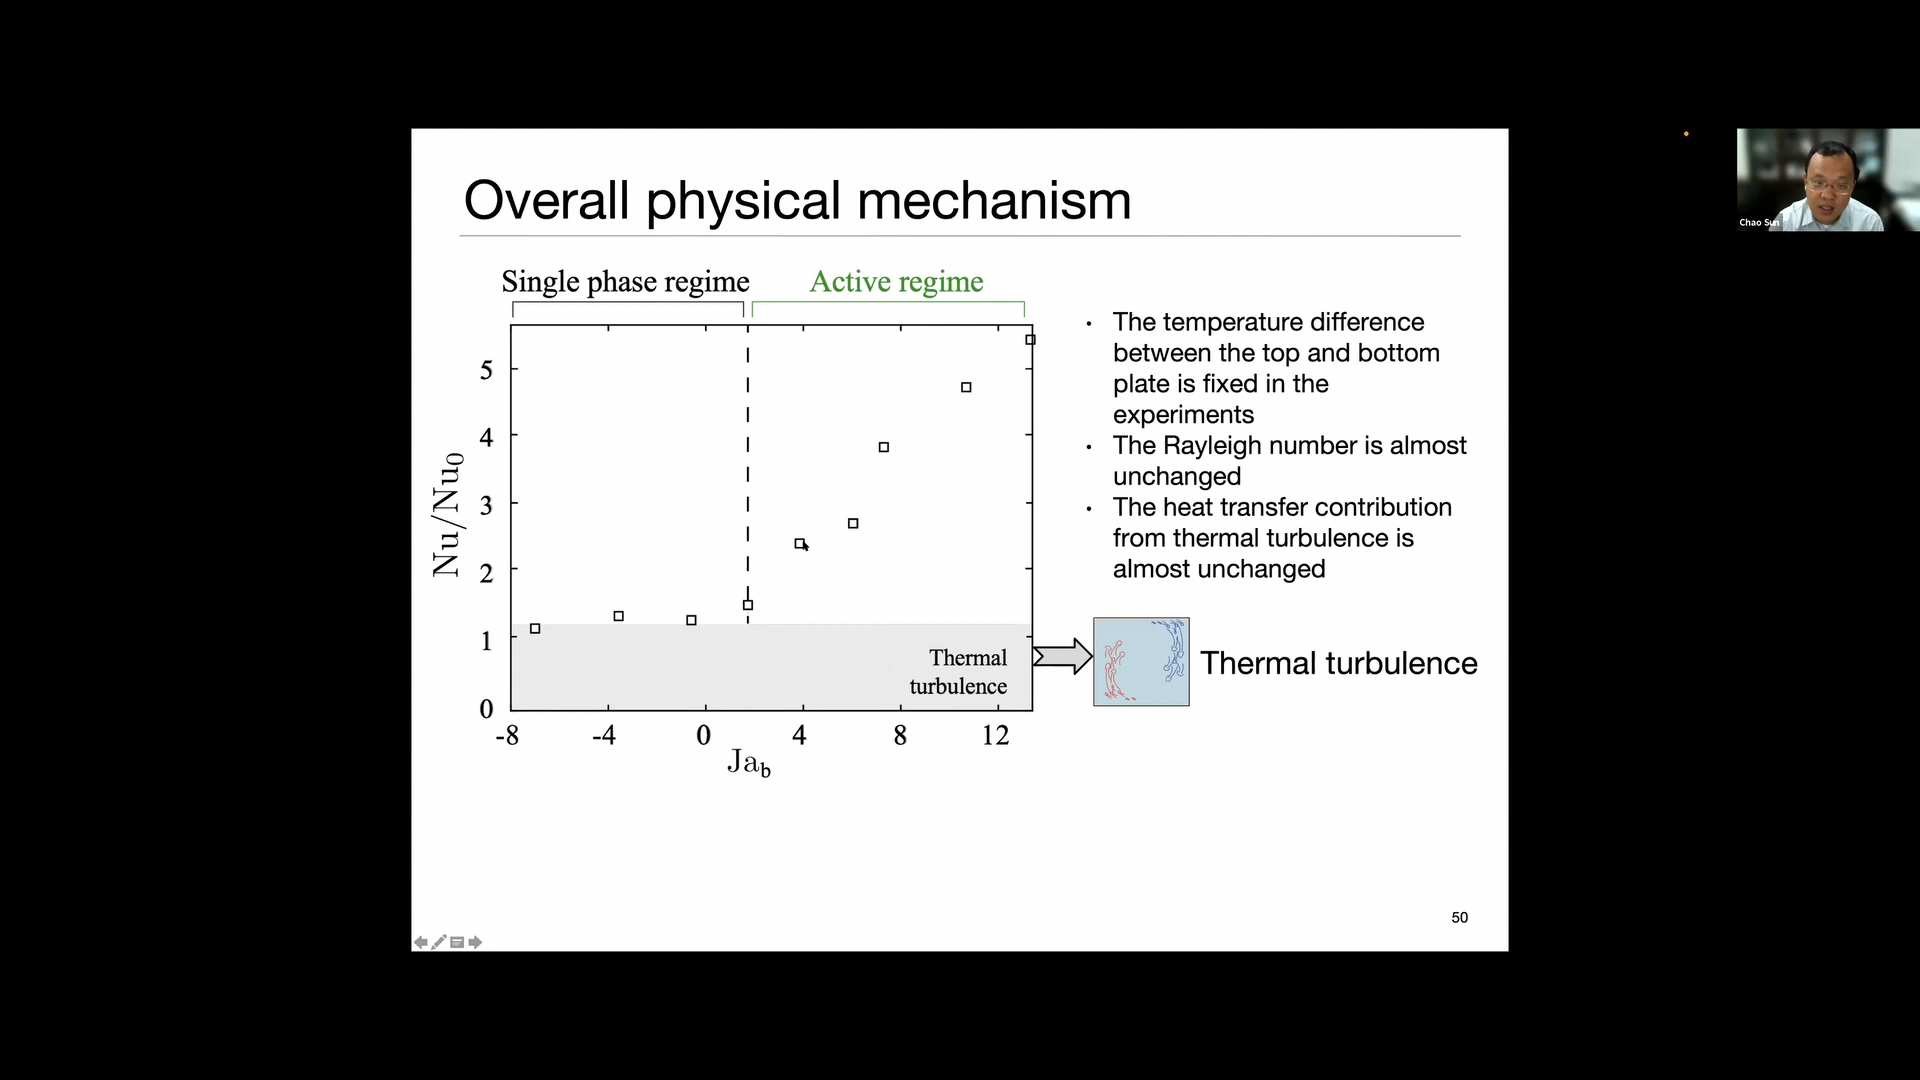 Overall physical mechanism
Single phase regime
Active regime
5
4
3
2
1
0
Nu/Nu₀
-8
-4
0
4
8
12
Ja_b
Thermal
turbulence
• The temperature difference
between the top and bottom
plate is fixed in the
experiments
• The Rayleigh number is almost
unchanged
• The heat transfer contribution
from thermal turbulence is
almost unchanged
Thermal turbulence
50
Chao Sun